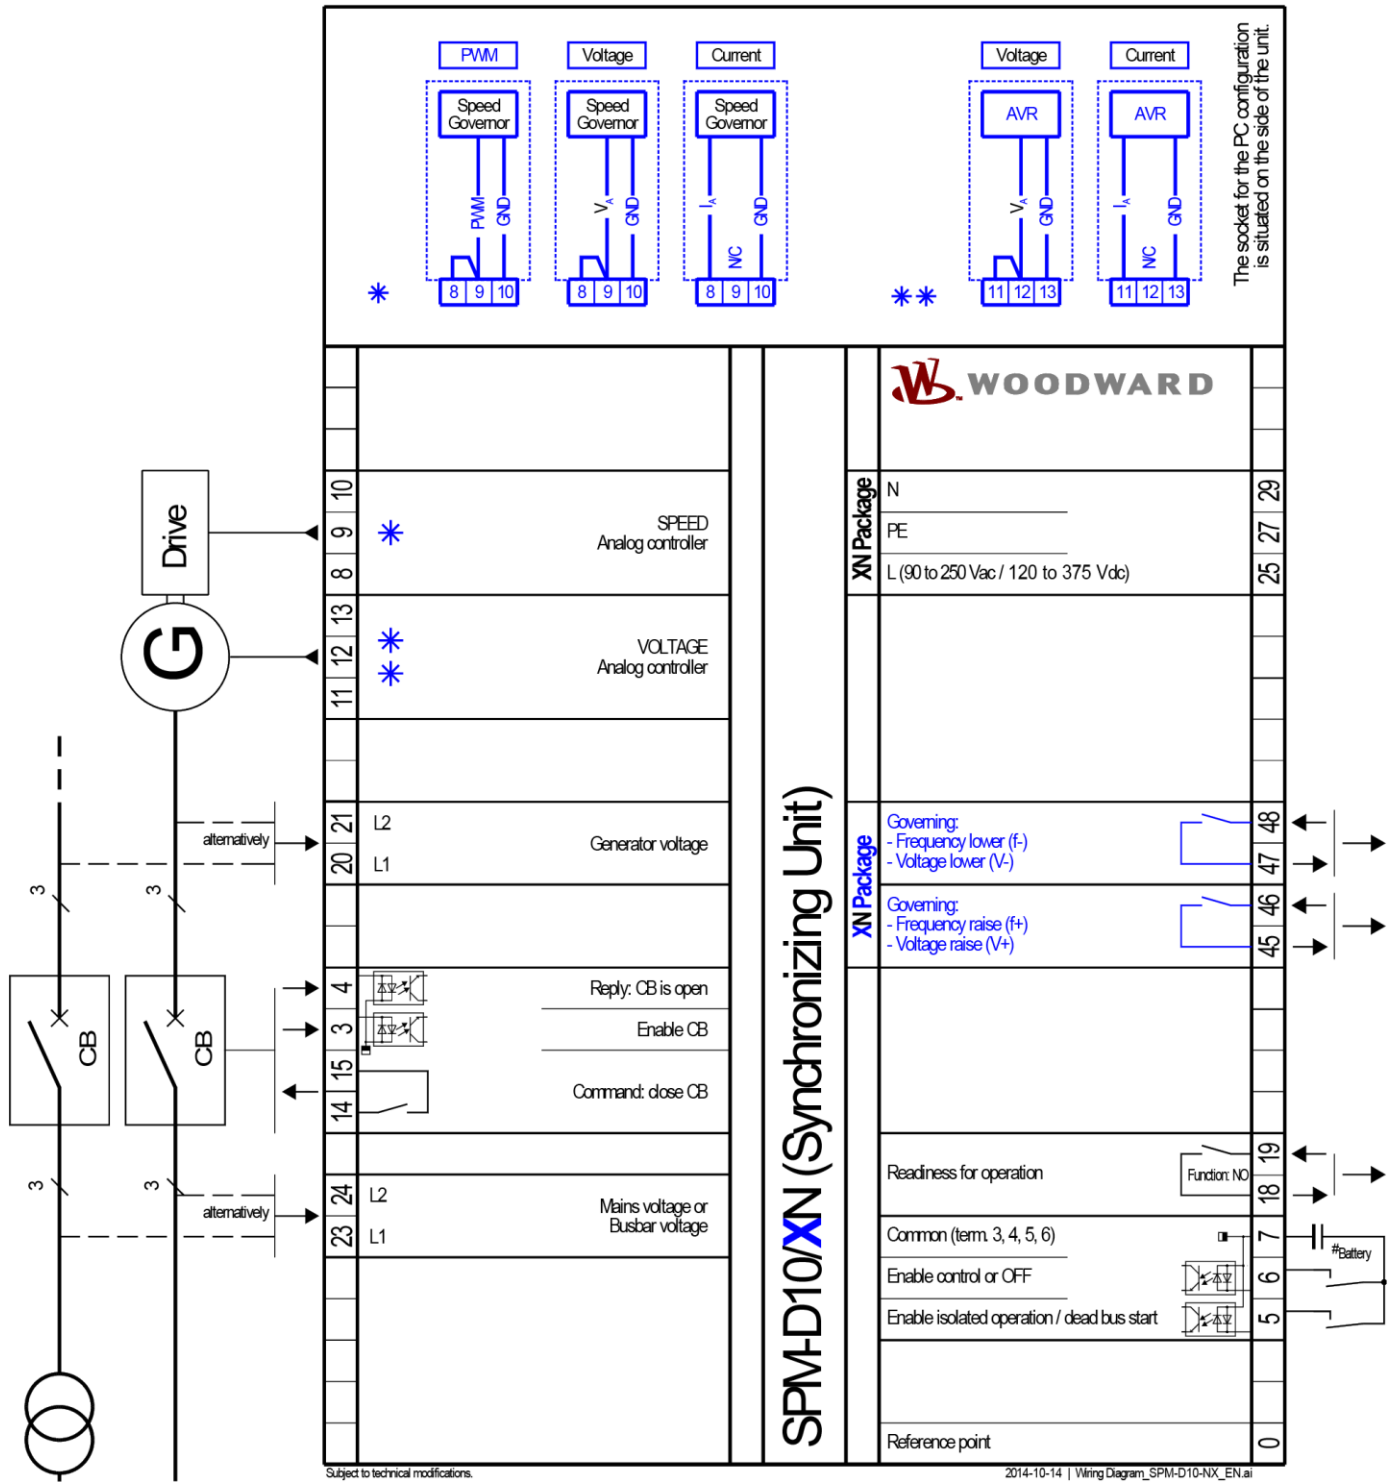 PWM
Voltage
Current
Voltage
Current
Speed
Governor
Speed
Governor
Speed
Governor
AVR
AVR
PWM
GND
VA
GND
IA
N/C
GND
VA
GND
IA
N/C
GND
8 9 10
8 9 10
8 9 10
11 12 13
11 12 13
*
**
The socket for the PC configuration
is situated on the side of the unit.
WOODWARD
Drive
G
10
9
8
*
SPEED
Analog controller
13
12
11
*
*
VOLTAGE
Analog controller
alternatively
21
20
L2
L1
Generator voltage
3
3
CB
CB
4
Reply: CB is open
3
Enable CB
15
14
Command: close CB
3
3
alternatively
24
23
L2
L1
Mains voltage or
Busbar voltage
SPM-D10/XN (Synchronizing Unit)
XN Package
N
29
PE
27
L (90 to 250 Vac / 120 to 375 Vdc)
25
XN Package
Governing:
- Frequency lower (f-)
- Voltage lower (V-)
48
47
Governing:
- Frequency raise (f+)
- Voltage raise (V+)
46
45
Readiness for operation
Function: NO
19
18
Common (term. 3, 4, 5, 6)
7
#Battery
Enable control or OFF
6
Enable isolated operation / dead bus start
5
Reference point
0
Subject to technical modifications.
2014-10-14 | Wiring Diagram_SPM-D10-NX_EN.ai